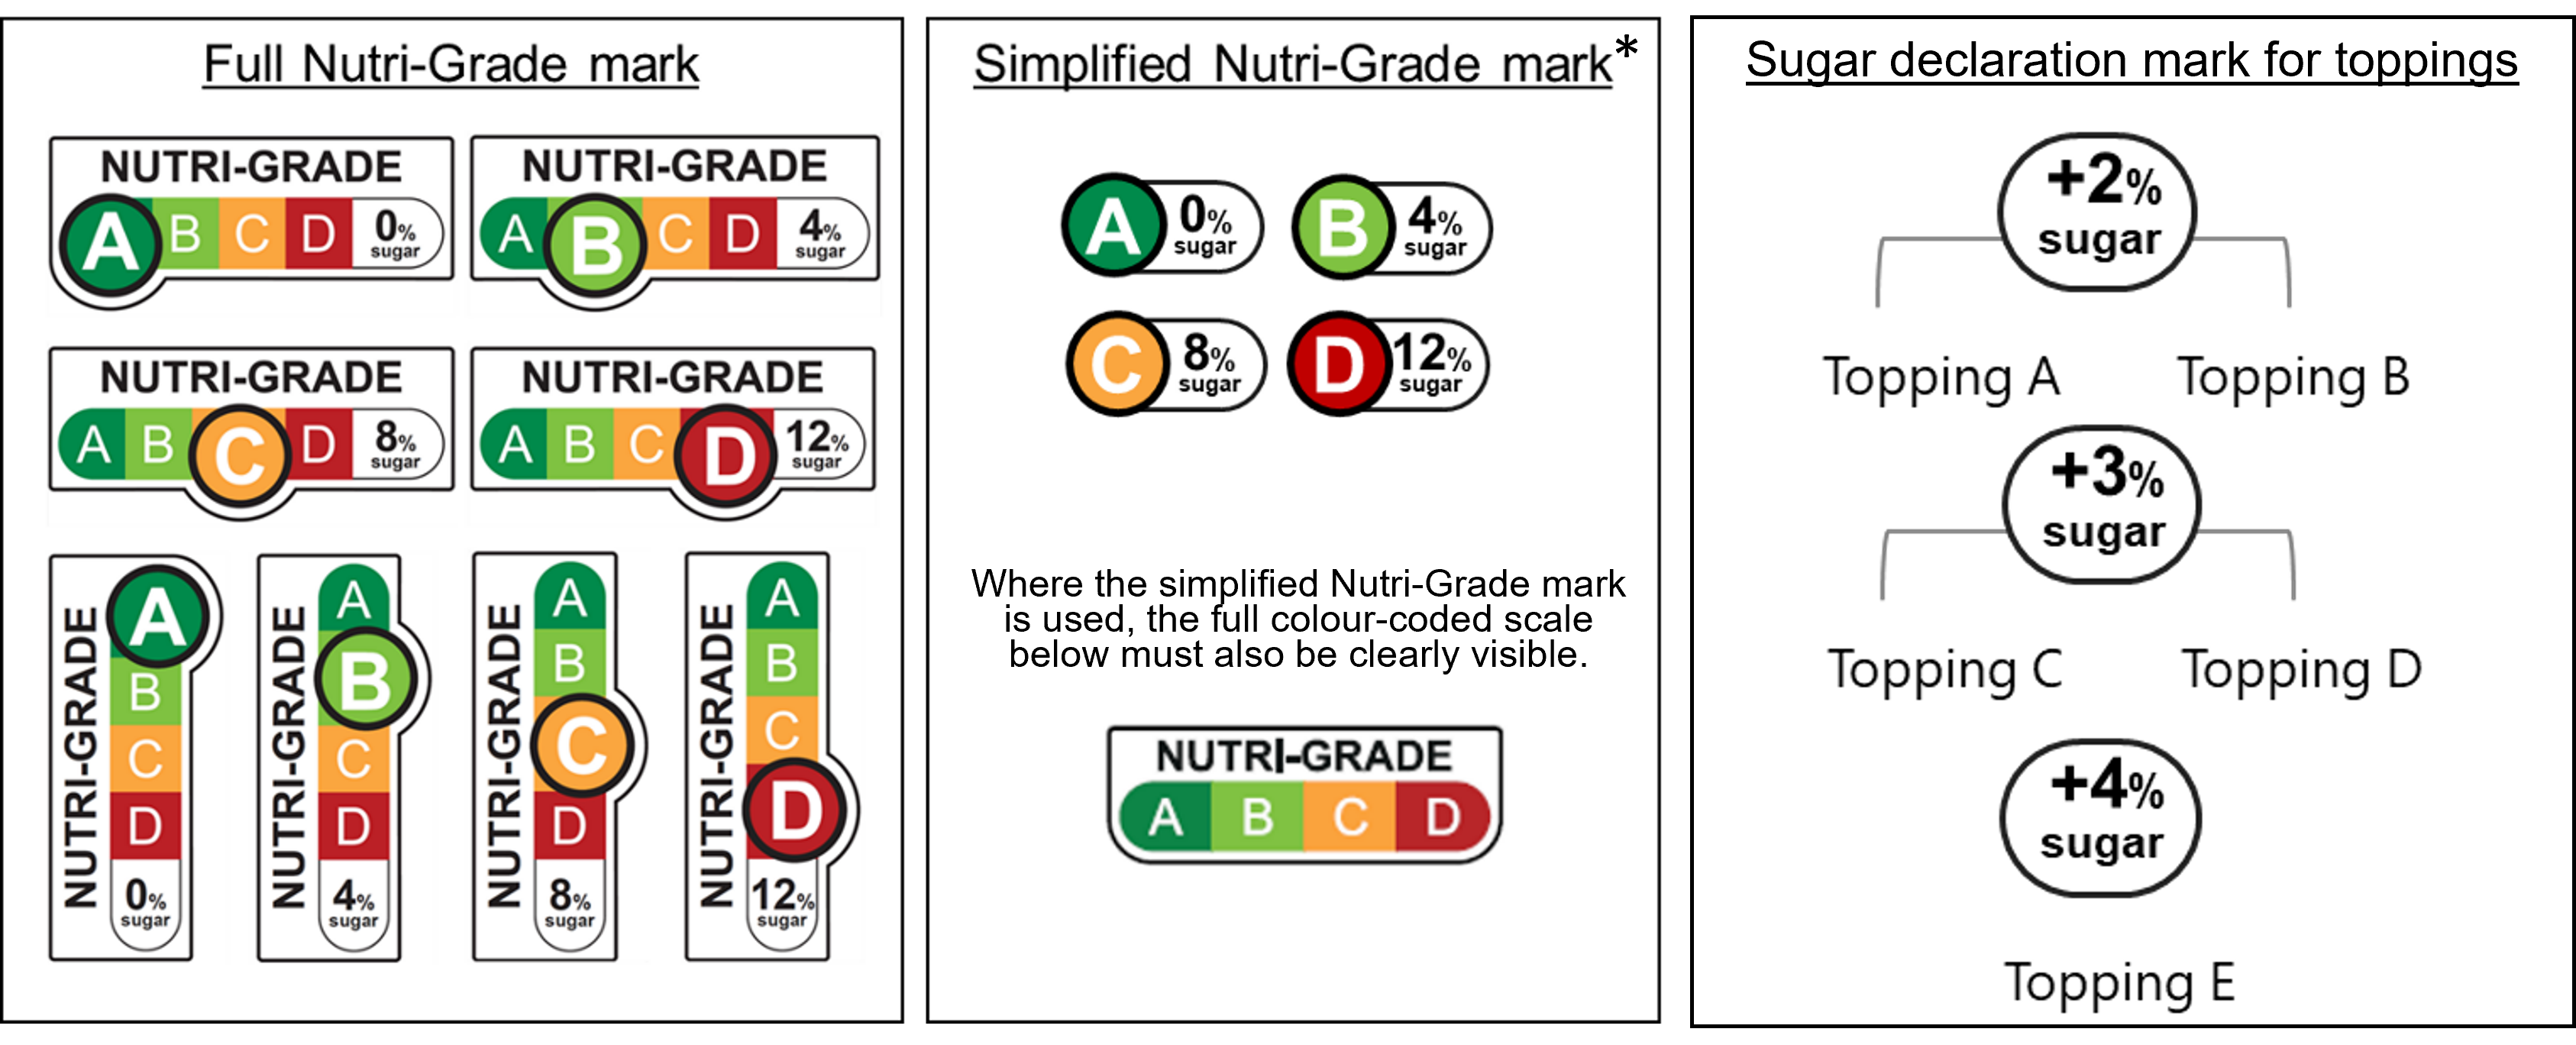 Full Nutri-Grade mark
NUTRI-GRADE
A B C D 0% sugar
NUTRI-GRADE
A B C D 4% sugar
NUTRI-GRADE
A B C D 8% sugar
NUTRI-GRADE
A B C D 12% sugar
NUTRI-GRADE
A
B
C
D
0%
sugar
NUTRI-GRADE
A
B
C
D
4%
sugar
NUTRI-GRADE
A
B
C
D
8%
sugar
NUTRI-GRADE
A
B
C
D
12%
sugar
Simplified Nutri-Grade mark*
A 0% sugar
B 4% sugar
C 8% sugar
D 12% sugar
Where the simplified Nutri-Grade mark
is used, the full colour-coded scale
below must also be clearly visible.
NUTRI-GRADE
A B C D
Sugar declaration mark for toppings
+2%
sugar
Topping A Topping B
+3%
sugar
Topping C Topping D
+4%
sugar
Topping E